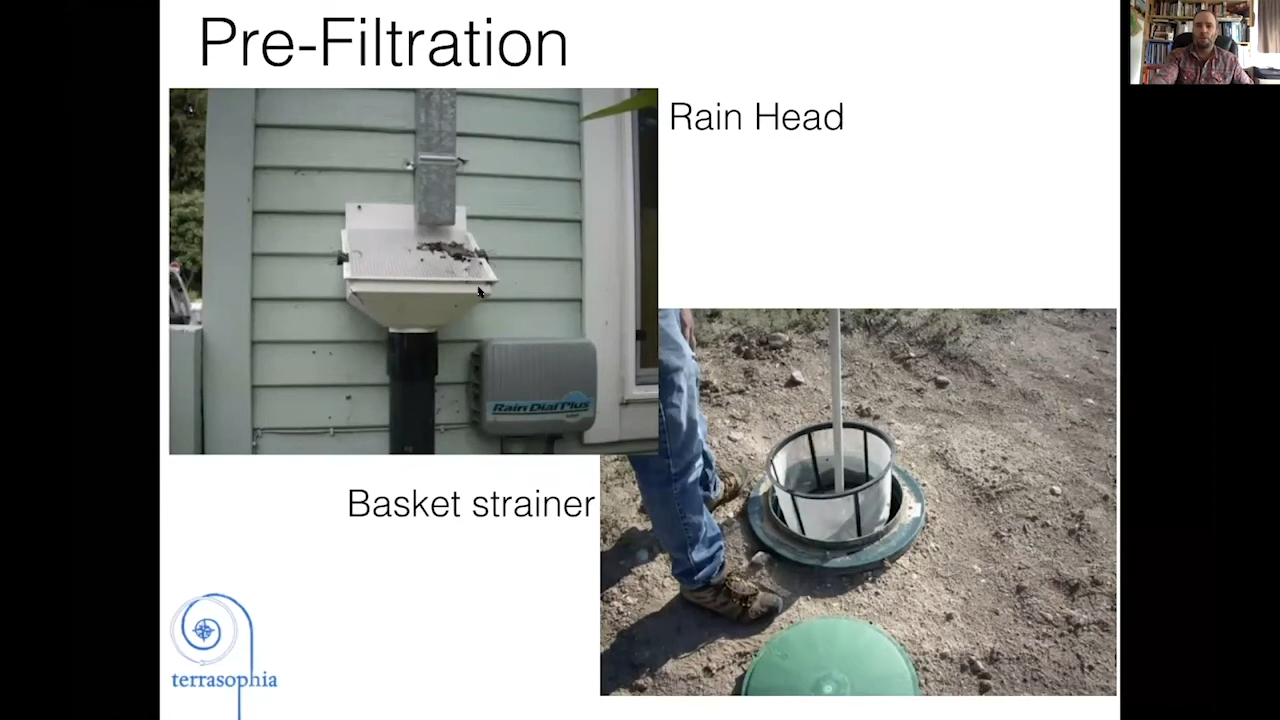 Pre-Filtration
Rain Head
Rain Dial Plus
Basket strainer
terrasophia